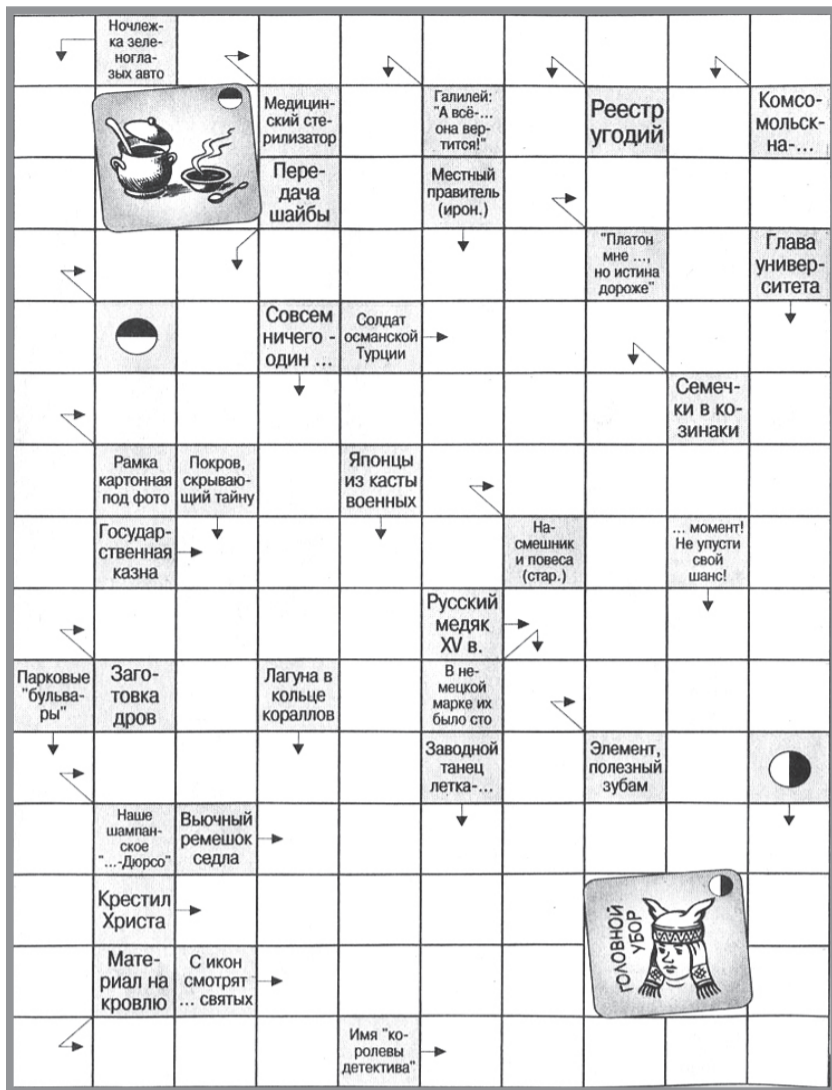 Ночлеж-
ка зеле-
ногла-
зых авто
Медицин-
ский сте-
рилизатор
Галилей:
"А всё-...
она вер-
тится!"
Реестр
угодий
Комсо-
мольск-
на-...
Пере-
дача
шайбы
Местный
правитель
(ирон.)
"Платон
мне ...,
но истина
дороже"
Глава
универ-
ситета
Совсем
ничего -
один ...
Солдат
османской
Турции
Семеч-
ки в ко-
зинаки
Рамка
картонная
под фото
Покров,
скрываю-
щий тайну
Японцы
из касты
военных
Государ-
ственная
казна
На-
смешник
и повеса
(стар.)
... момент!
Не упусти
свой
шанс!
Русский
медяк
XV в.
Парковые
"бульва-
ры"
Заго-
товка
дров
Лагуна в
кольце
кораллов
В не-
мецкой
марке их
было сто
Заводной
танец
летка-...
Элемент,
полезный
зубам
Наше
шампан-
ское
"...-Дюрсо"
Вьючный
ремешок
седла
Крестил
Христа
ГОЛОВНОЙ
УБОР
Мате-
риал на
кровлю
С икон
смотрят
... святых
Имя "ко-
ролевы
детектива"